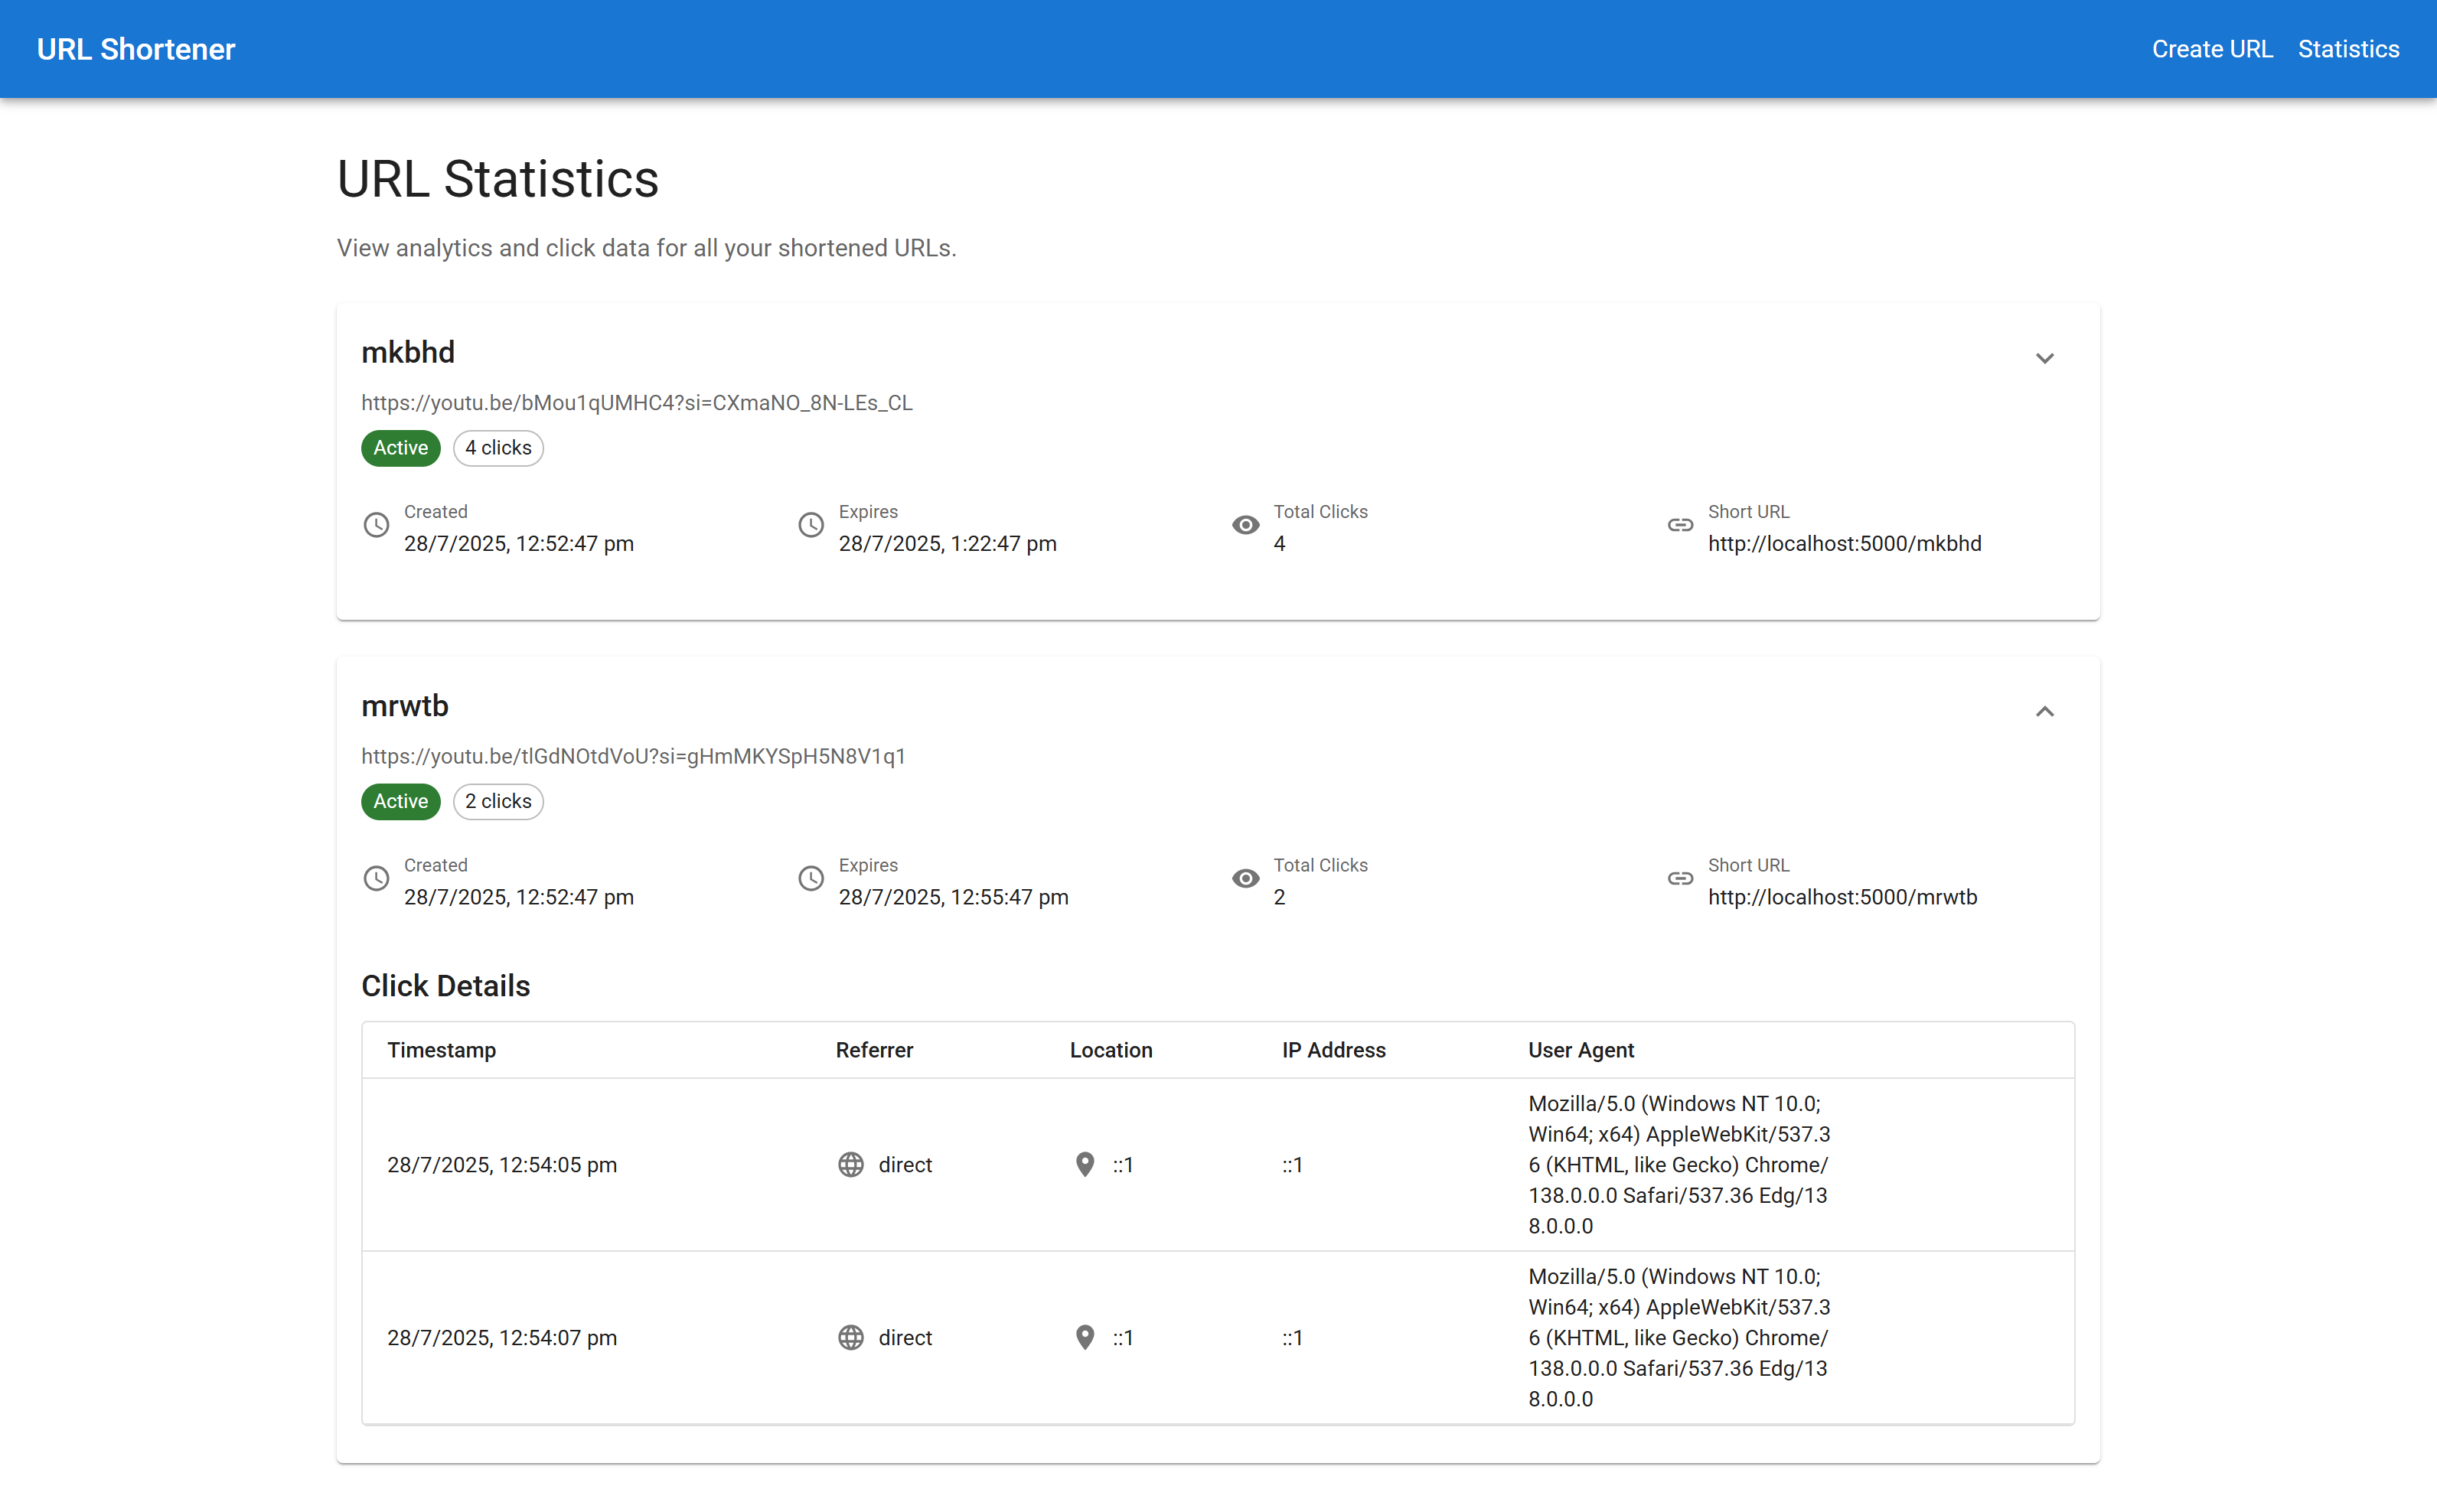 URL Shortener
Create URL Statistics
URL Statistics
View analytics and click data for all your shortened URLs.
mkbhd
https://youtu.be/bMou1qUMHC4?si=CXmaNO_8N-LEs_CL
Active 4 clicks
Created Expires Total Clicks Short URL
28/7/2025, 12:52:47 pm 28/7/2025, 1:22:47 pm 4 http://localhost:5000/mkbhd
mrwtb
https://youtu.be/tlGdNOtdVoU?si=gHmMKYSpH5N8V1q1
Active 2 clicks
Created Expires Total Clicks Short URL
28/7/2025, 12:52:47 pm 28/7/2025, 12:55:47 pm 2 http://localhost:5000/mrwtb
Click Details
Timestamp Referrer Location IP Address User Agent
28/7/2025, 12:54:05 pm direct ::1 ::1
Mozilla/5.0 (Windows NT 10.0;
Win64; x64) AppleWebKit/537.3
6 (KHTML, like Gecko) Chrome/
138.0.0.0 Safari/537.36 Edg/13
8.0.0.0
28/7/2025, 12:54:07 pm direct ::1 ::1
Mozilla/5.0 (Windows NT 10.0;
Win64; x64) AppleWebKit/537.3
6 (KHTML, like Gecko) Chrome/
138.0.0.0 Safari/537.36 Edg/13
8.0.0.0